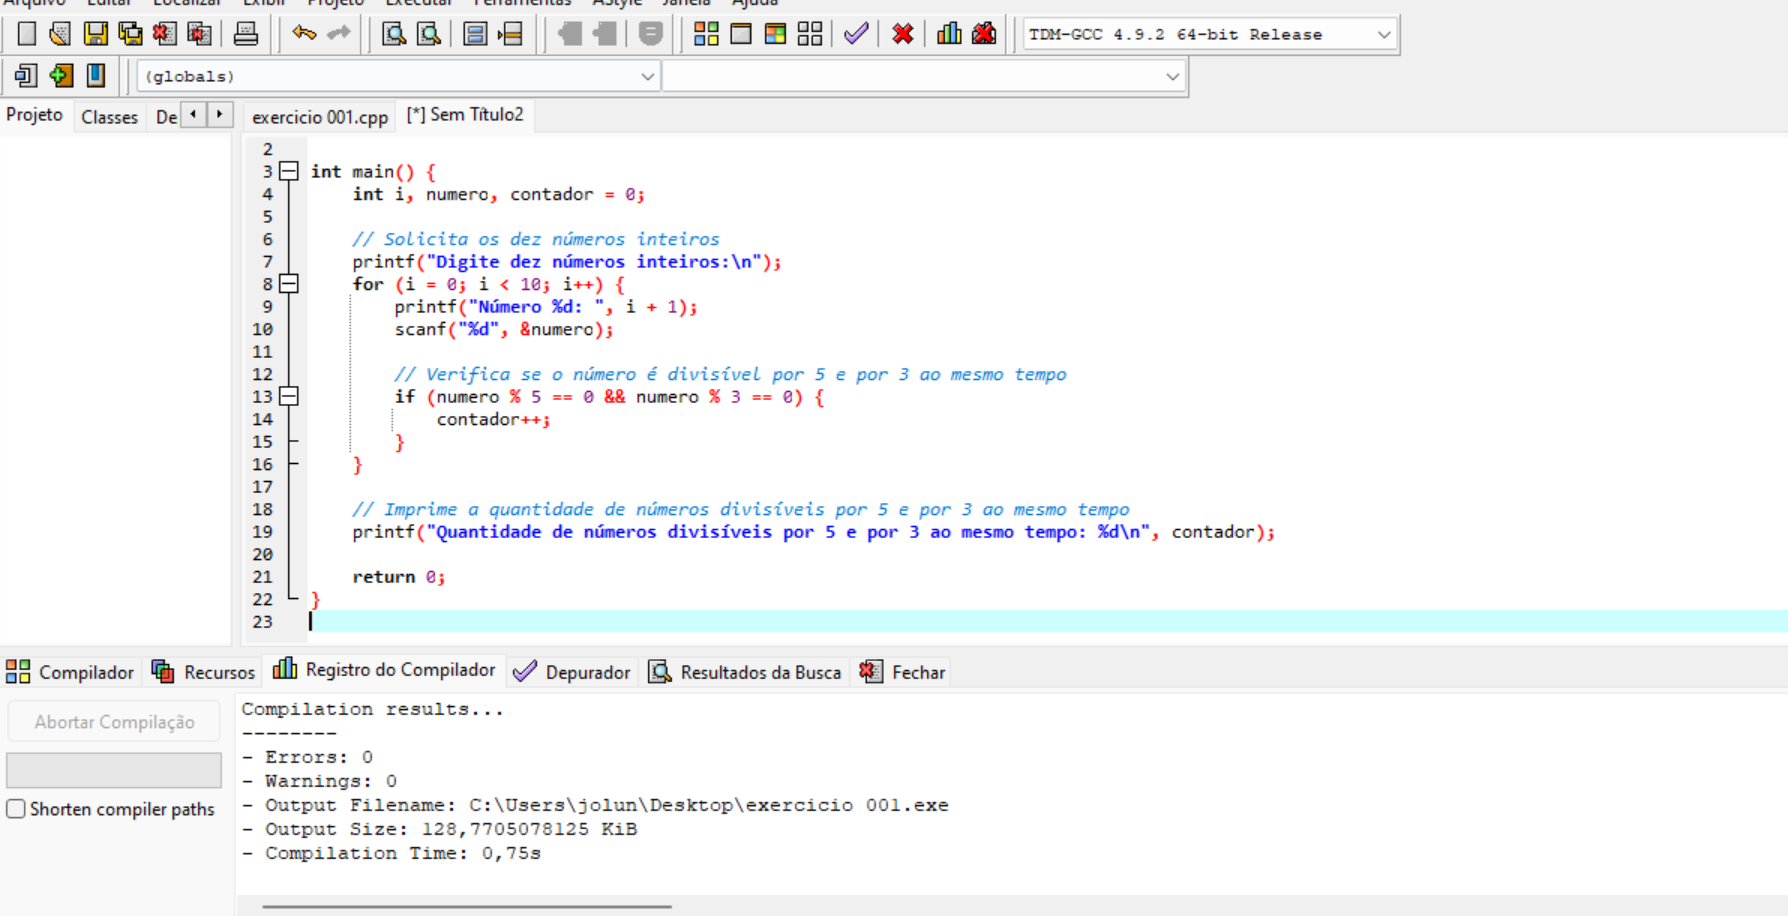 Arquivo Editar Localizar Exibir Projeto Executar Ferramentas AStyle Janela Ajuda
TDM-GCC 4.9.2 64-bit Release
(globals)
Projeto Classes De
exercicio 001.cpp [*] Sem Título2
2
3 int main() {
4 int i, numero, contador = 0;
5
6 // Solicita os dez números inteiros
7 printf("Digite dez números inteiros:\n");
8 for (i = 0; i < 10; i++) {
9 printf("Número %d: ", i + 1);
10 scanf("%d", &numero);
11
12 // Verifica se o número é divisível por 5 e por 3 ao mesmo tempo
13 if (numero % 5 == 0 && numero % 3 == 0) {
14 contador++;
15 }
16 }
17
18 // Imprime a quantidade de números divisíveis por 5 e por 3 ao mesmo tempo
19 printf("Quantidade de números divisíveis por 5 e por 3 ao mesmo tempo: %d\n", contador);
20
21 return 0;
22 }
23
Compilador Recursos Registro do Compilador Depurador Resultados da Busca Fechar
Abortar Compilação
Shorten compiler paths
Compilation results...
--------
- Errors: 0
- Warnings: 0
- Output Filename: C:\Users\jolun\Desktop\exercicio 001.exe
- Output Size: 128,7705078125 KiB
- Compilation Time: 0,75s